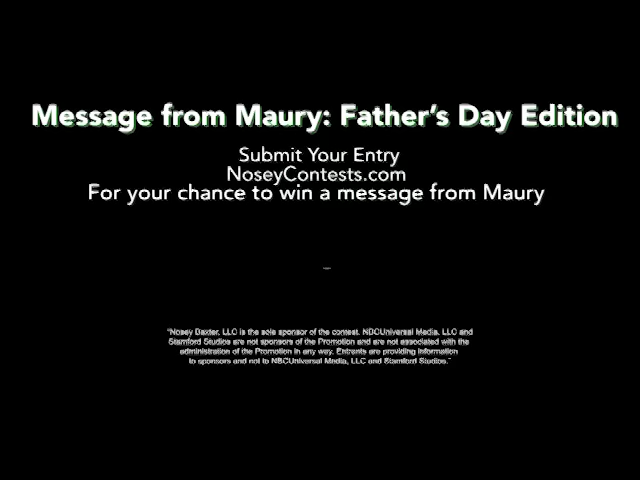 Message from Maury: Father's Day Edition
Submit Your Entry
NoseyContests.com
For your chance to win a message from Maury
"Nosey Baxter, LLC is the sole sponsor of the contest. NBCUniversal Media, LLC and
Stamford Studios are not sponsors of the Promotion and are not associated with the
administration of the Promotion in any way. Entrants are providing information
to sponsors and not to NBCUniversal Media, LLC and Stamford Studios."